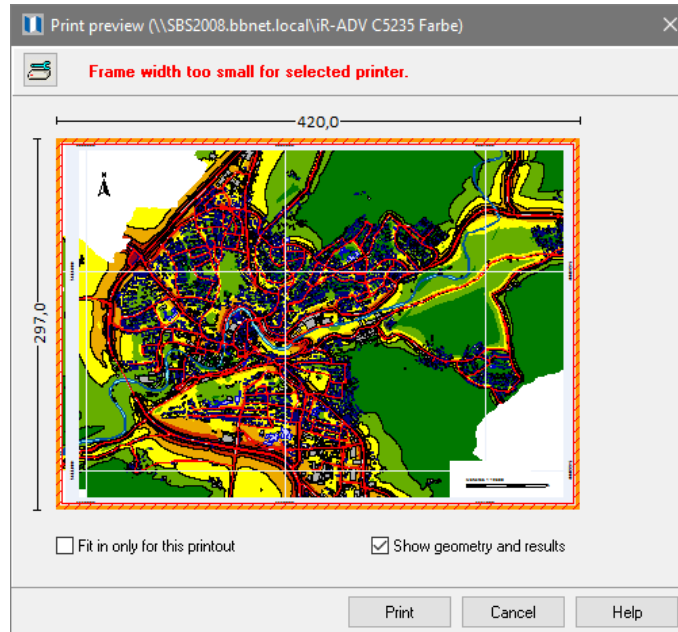 Print preview (\\SBS2008.bbnet.local\iR-ADV C5235 Farbe)
Frame width too small for selected printer.
420,0
297,0
N
Fit in only for this printout
Show geometry and results
Print
Cancel
Help